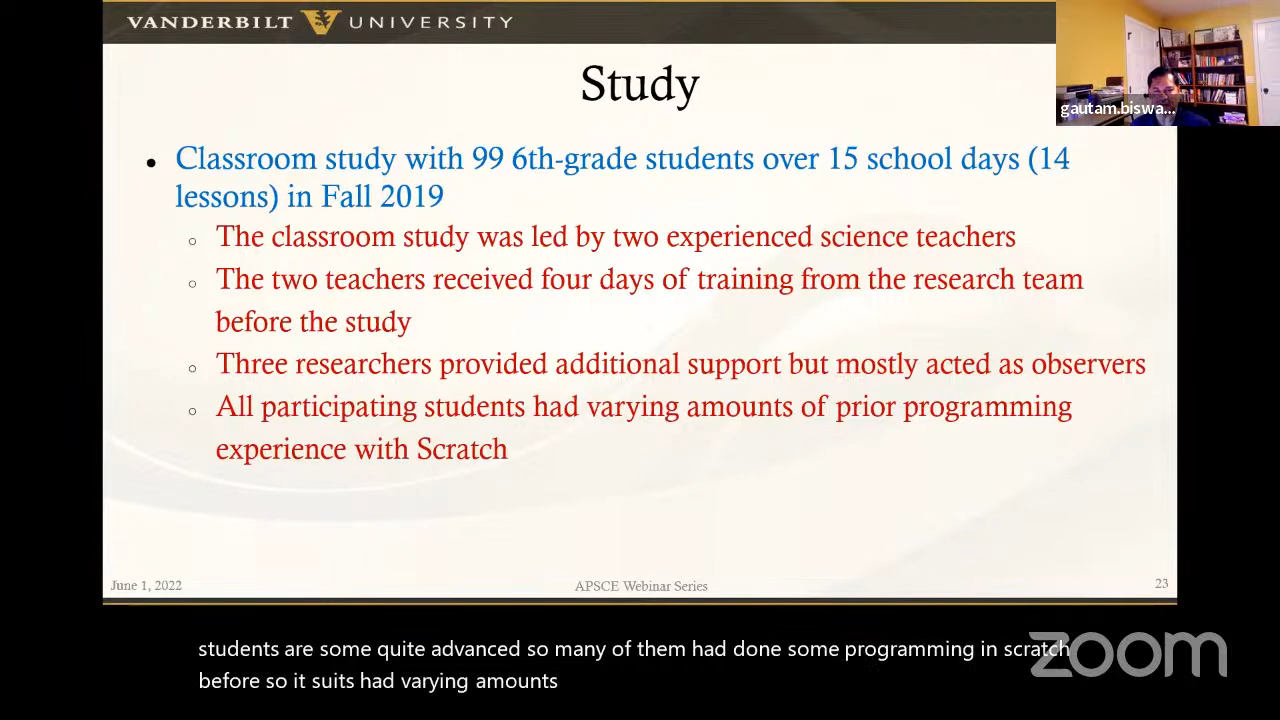 VANDERBILT V UNIVERSITY
gautam.biswa...
Study
• Classroom study with 99 6th-grade students over 15 school days (14
lessons) in Fall 2019
○ The classroom study was led by two experienced science teachers
○ The two teachers received four days of training from the research team
before the study
○ Three researchers provided additional support but mostly acted as observers
○ All participating students had varying amounts of prior programming
experience with Scratch
June 1, 2022
APSCE Webinar Series
23
students are some quite advanced so many of them had done some programming in scratch
before so it suits had varying amounts
zoom